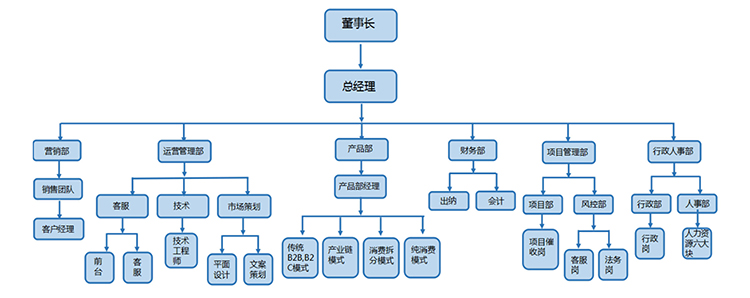 董事长
总经理
营销部
运营管理部
产品部
财务部
项目管理部
行政人事部
销售团队
产品部经理
客服
技术
市场策划
出纳
会计
项目部
风控部
行政部
人事部
客户经理
前
台
客
服
技术
工程
师
平面
设计
文案
策划
传统
B2B,B2
C模式
产业链
模式
消费拆
分模式
纯消费
模式
项目催
收岗
客服
岗
法务
岗
行政
岗
人力资
源六大
块